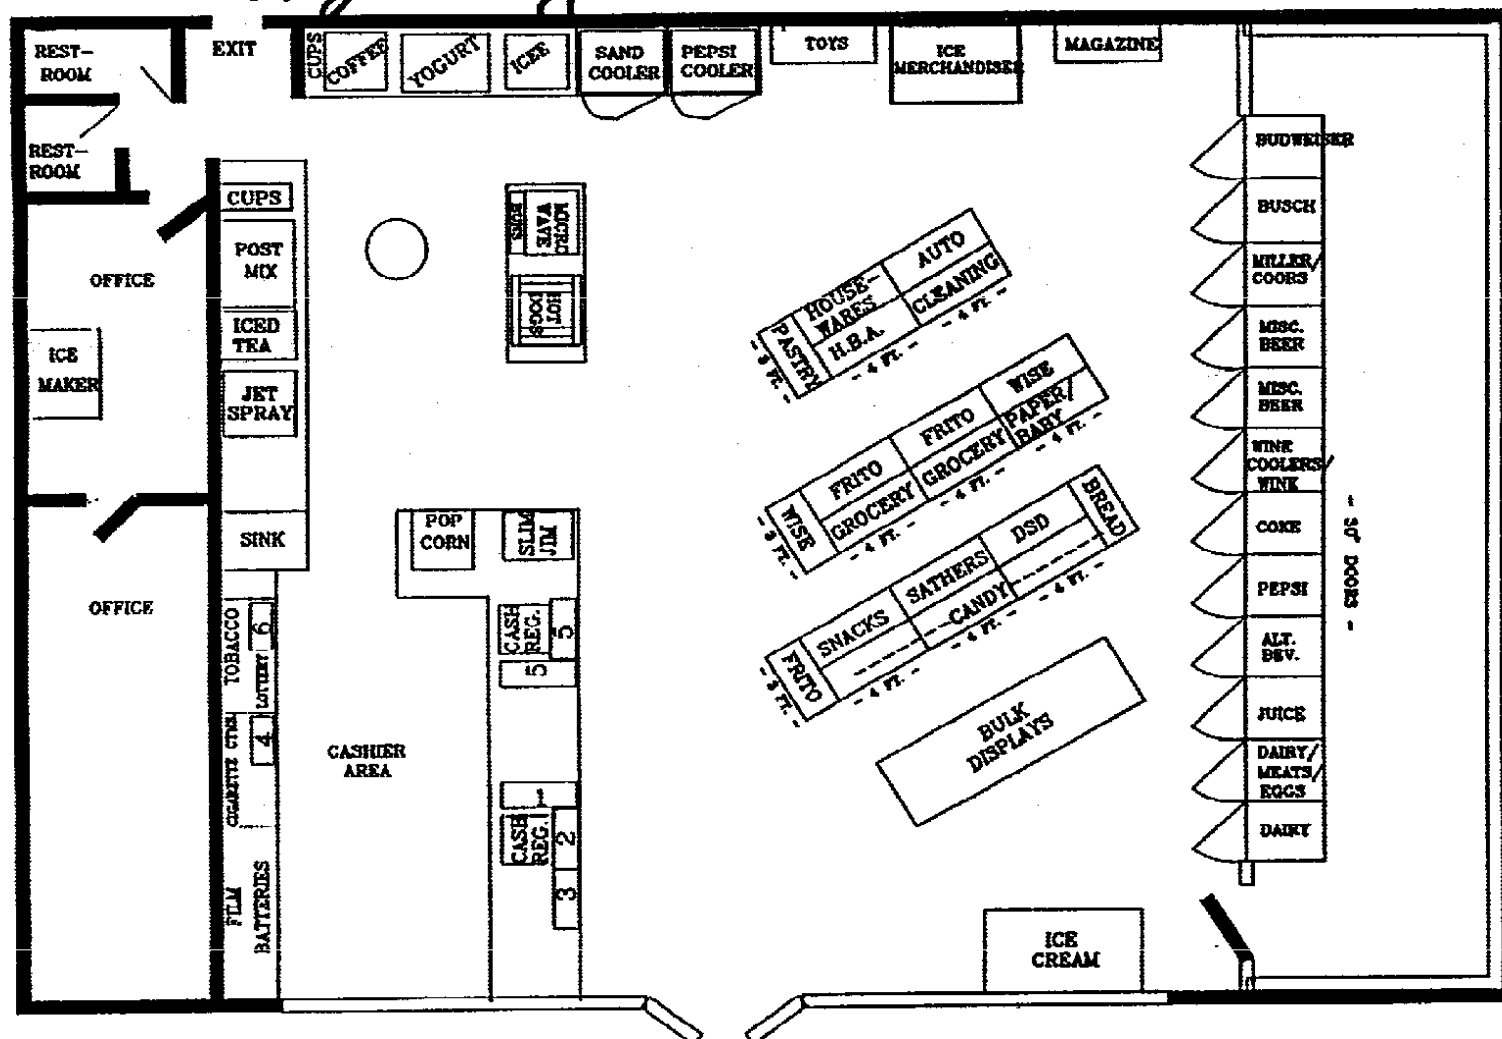 REST-
ROOM
EXIT
CUPS
COFFEE
YOGURT
ICEE
SAND
COOLER
PEPSI
COOLER
TOYS
ICE
MERCHANDISER
MAGAZINE
REST-
ROOM
CUPS
POST
MIX
ICED
TEA
JET
SPRAY
SINK
OFFICE
ICE
MAKER
OFFICE
BUNS
MICRO
WAVE
HOT
DOGS
PASTRY
HOUSE-
WARES
AUTO
H.B.A.
CLEANING
- 3 FT. -
- 4 FT. -
- 4 FT. -
WISE
FRITO
FRITO
WISE
GROCERY
GROCERY
PAPER/
BABY
- 3 FT. -
- 4 FT. -
- 4 FT. -
- 4 FT. -
FRITO
SNACKS
SATHERS
DSD
BREAD
CANDY
- 3 FT. -
- 4 FT. -
- 4 FT. -
- 4 FT. -
BULK
DISPLAYS
POP
CORN
SLIM
JIM
CASH
REG.
5
5
1
CASH
REG.
2
3
CASHIER
AREA
TOBACCO
6
LOTTERY
CIGARETTE CTNS
4
FILM
BATTERIES
ICE
CREAM
BUDWEISER
BUSCH
MILLER/
COORS
MISC.
BEER
MISC.
BEER
WINE
COOLERS/
WINE
COKE
PEPSI
ALT.
BEV.
JUICE
DAIRY/
MEATS/
EGGS
DAIRY
- 30" DOORS -